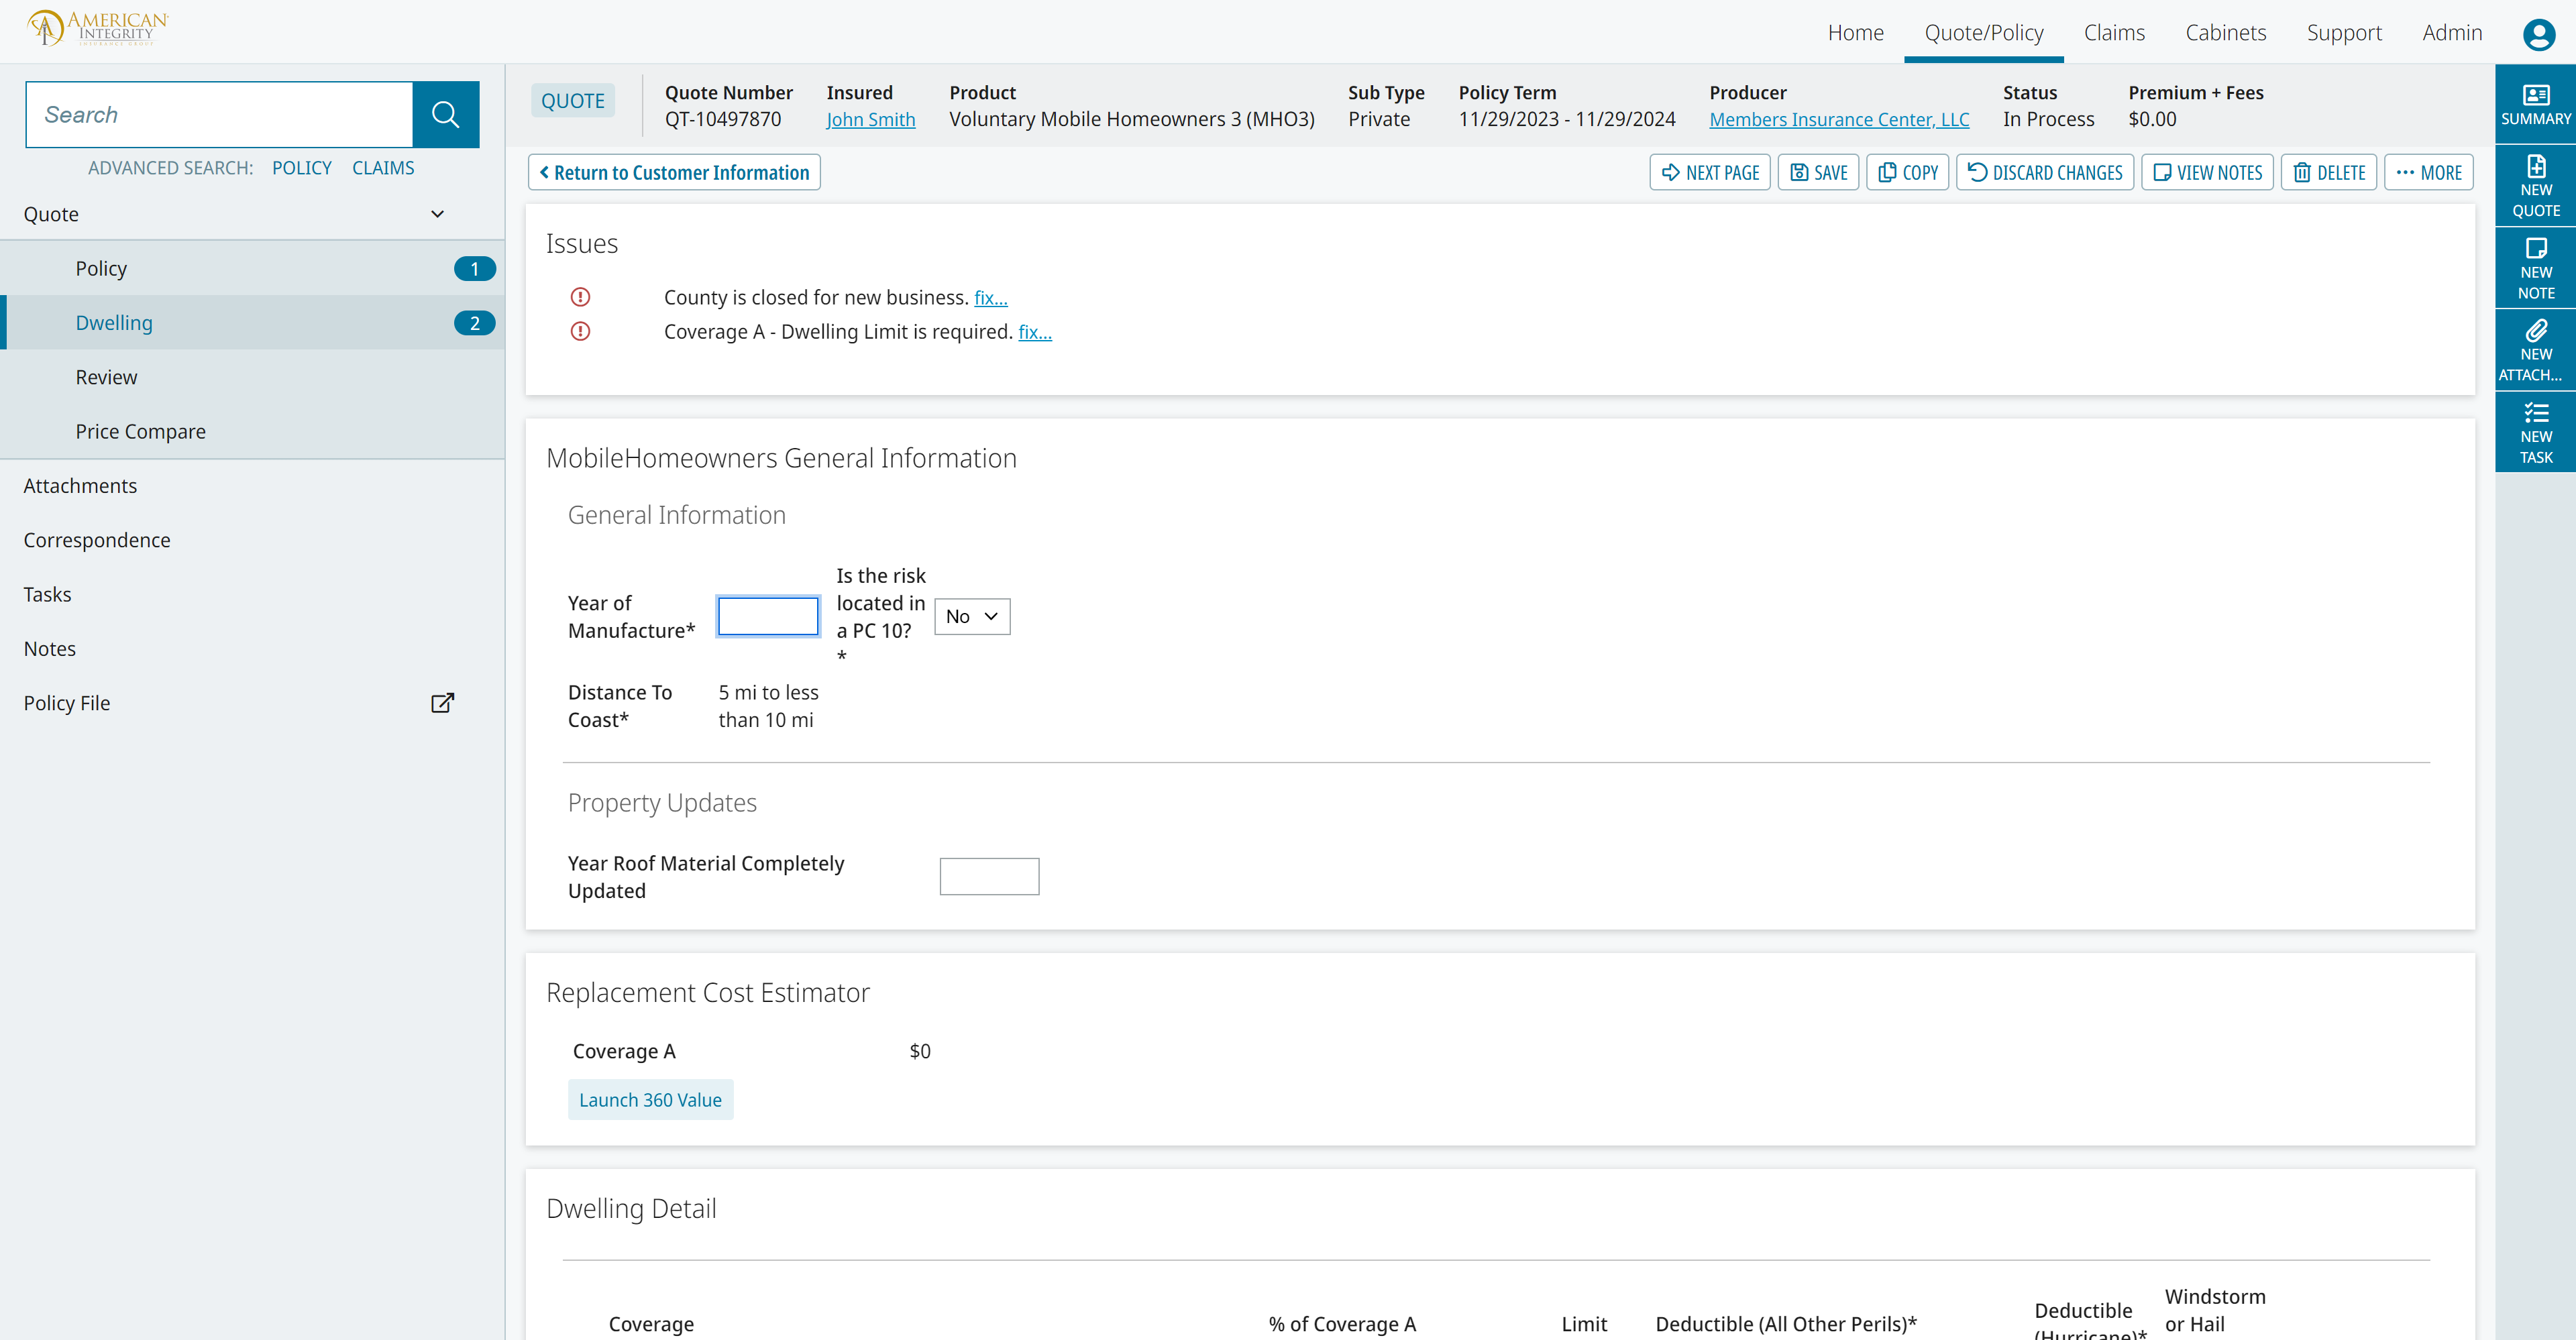 AMERICAN
INTEGRITY
INSURANCE GROUP
Home Quote/Policy Claims Cabinets Support Admin
Search
ADVANCED SEARCH: POLICY CLAIMS
Quote
Policy 1
Dwelling 2
Review
Price Compare
Attachments
Correspondence
Tasks
Notes
Policy File
QUOTE
Quote Number Insured Product Sub Type Policy Term Producer Status Premium + Fees
QT-10497870 John Smith Voluntary Mobile Homeowners 3 (MHO3) Private 11/29/2023 - 11/29/2024 Members Insurance Center, LLC In Process $0.00
Return to Customer Information
NEXT PAGE SAVE COPY DISCARD CHANGES VIEW NOTES DELETE MORE
Issues
County is closed for new business. fix...
Coverage A - Dwelling Limit is required. fix...
MobileHomeowners General Information
General Information
Year of
Manufacture*
Is the risk
located in
a PC 10?
*
No
Distance To
Coast*
5 mi to less
than 10 mi
Property Updates
Year Roof Material Completely
Updated
Replacement Cost Estimator
Coverage A $0
Launch 360 Value
Dwelling Detail
Coverage % of Coverage A Limit Deductible (All Other Perils)*
Deductible
(Hurricane)*
Windstorm
or Hail
SUMMARY
NEW
QUOTE
NEW
NOTE
NEW
ATTACH...
NEW
TASK